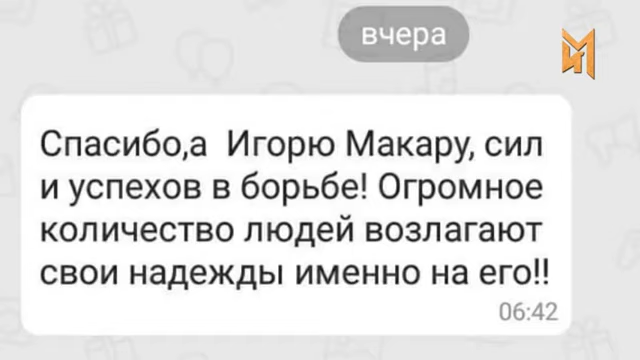 вчера
Спасибо,а  Игорю Макару, сил
и успехов в борьбе! Огромное
количество людей возлагают
свои надежды именно на его!!
06:42